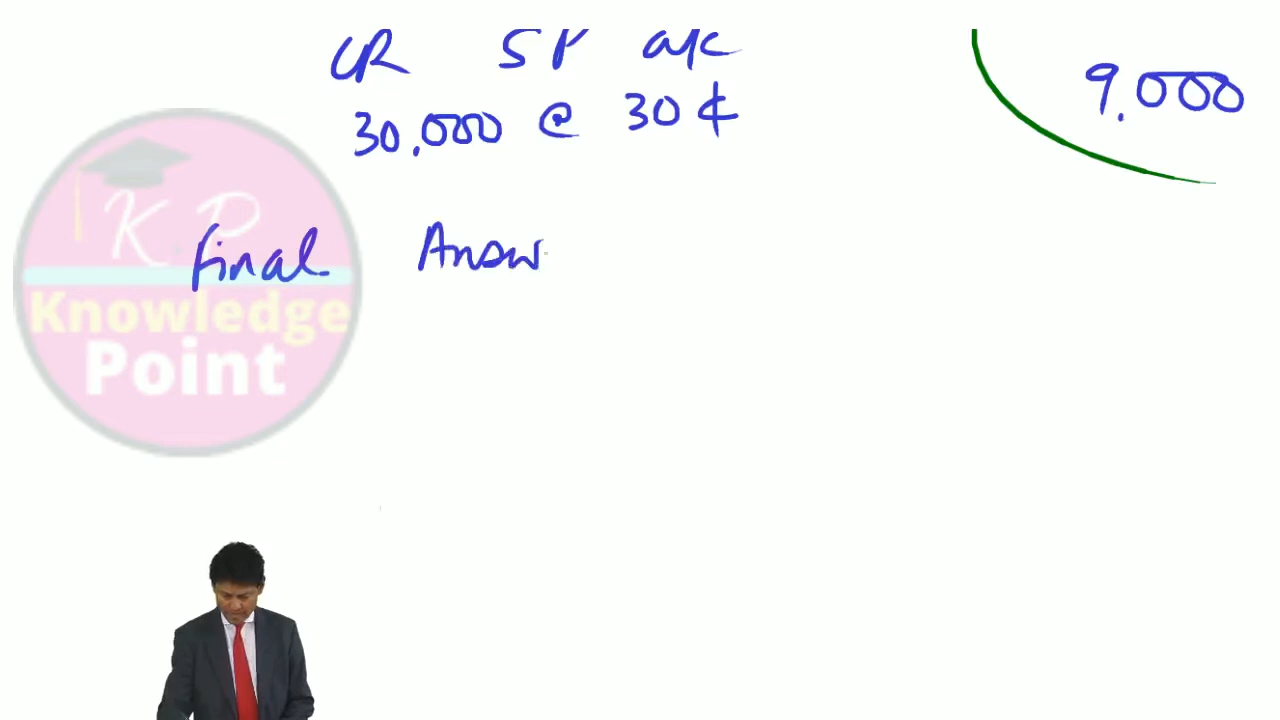 CR SP a/c
9,000
30,000 @ 30 ¢
K.P
Final Answ
Knowledge
Point